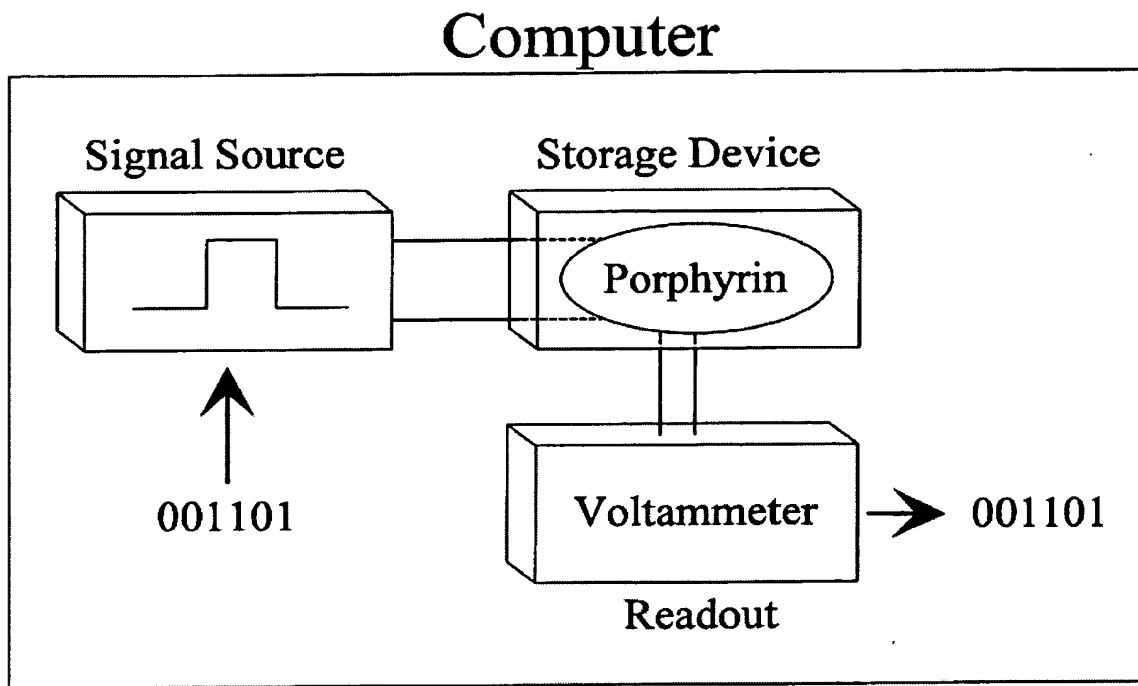 Computer
Signal Source
Storage Device
Porphyrin
001101
Voltammeter
001101
Readout